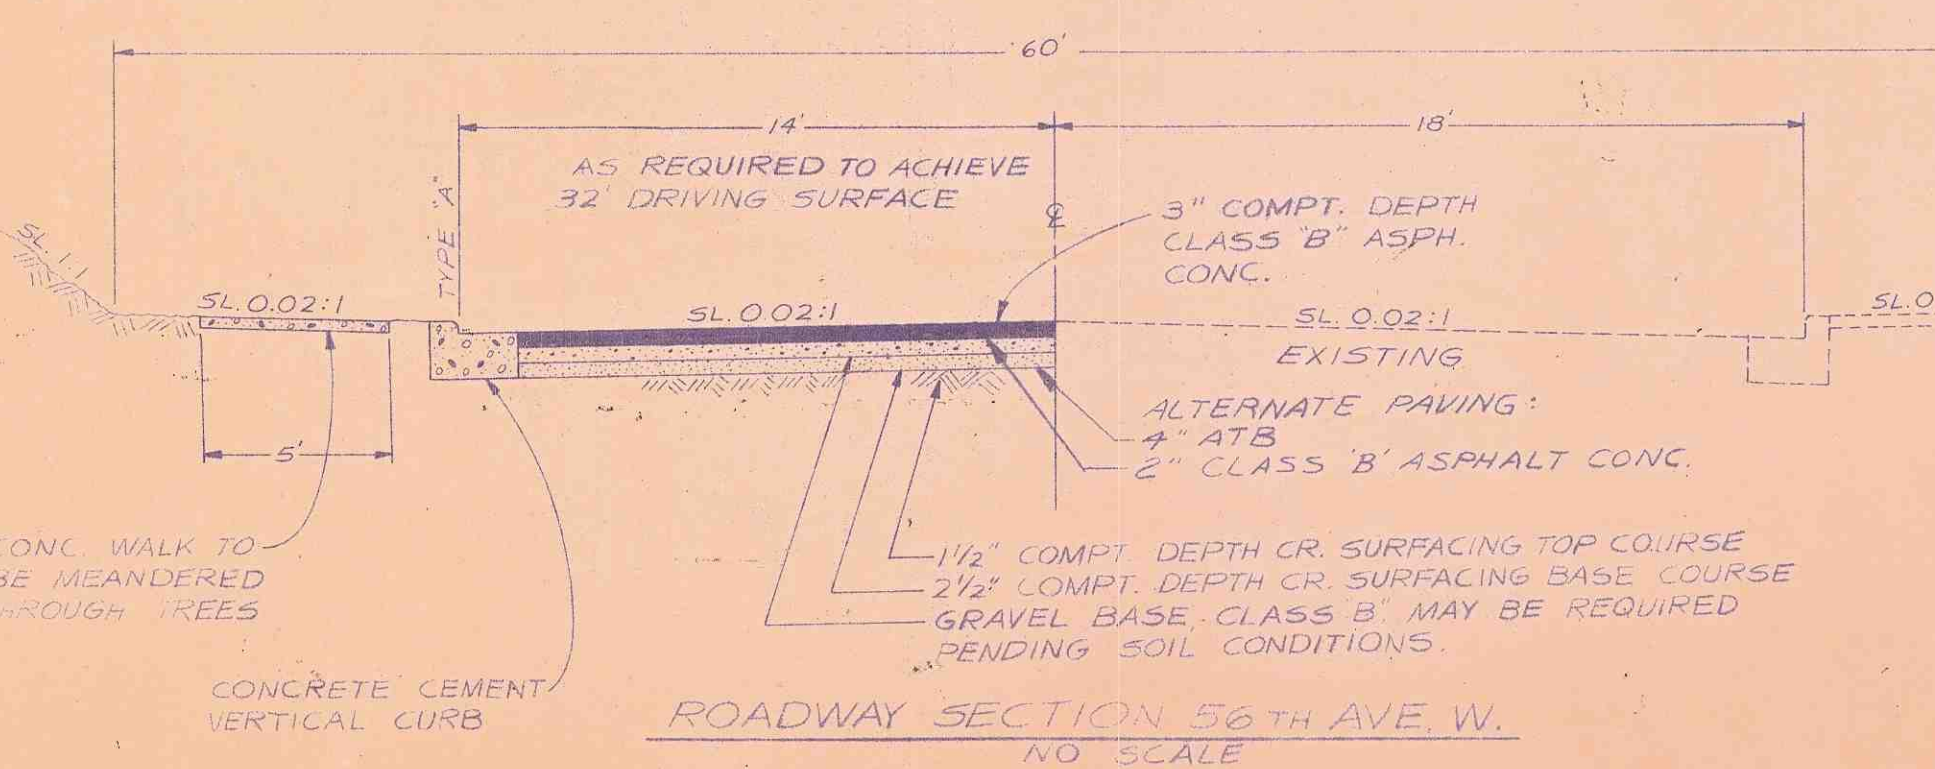 60'
14'
18'
AS REQUIRED TO ACHIEVE
32' DRIVING SURFACE
TYPE "A"
℄
3" COMPT. DEPTH
CLASS "B" ASPH.
CONC.
SL.
SL. 0.02:1
SL. 0.02:1
SL. 0.02:1
SL. 0
EXISTING
5'
ALTERNATE PAVING:
4" ATB
2" CLASS 'B' ASPHALT CONC.
CONC. WALK TO
BE MEANDERED
THROUGH TREES
1 1/2" COMPT. DEPTH CR. SURFACING TOP COURSE
2 1/2" COMPT. DEPTH CR. SURFACING BASE COURSE
GRAVEL BASE, CLASS B", MAY BE REQUIRED
PENDING SOIL CONDITIONS.
CONCRETE CEMENT
VERTICAL CURB
ROADWAY SECTION 56TH AVE. W.
NO SCALE